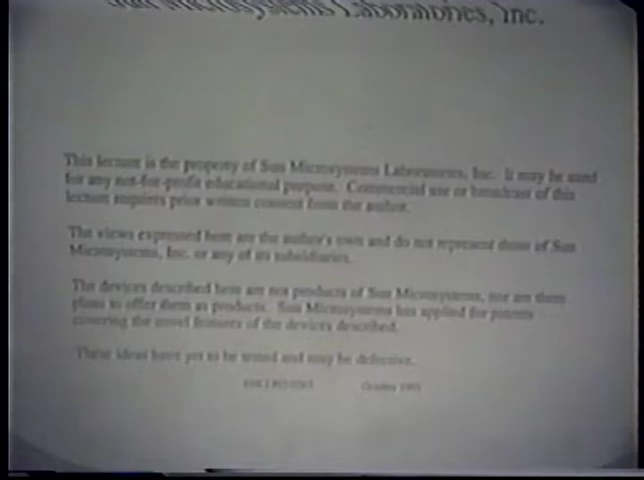 Sun Microsystems Laboratories, Inc.
This lecture is the property of Sun Microsystems Laboratories, Inc. It may be used
for any not-for-profit educational purpose. Commercial use or broadcast of this
lecture requires prior written consent from the author.
The views expressed here are the author's own and do not represent those of Sun
Microsystems, Inc. or any of its subsidiaries.
The devices described here are not products of Sun Microsystems, nor are there
plans to offer them as products. Sun Microsystems has applied for patents
covering the novel features of the devices described.
These ideas have yet to be tested and may be defective.
October